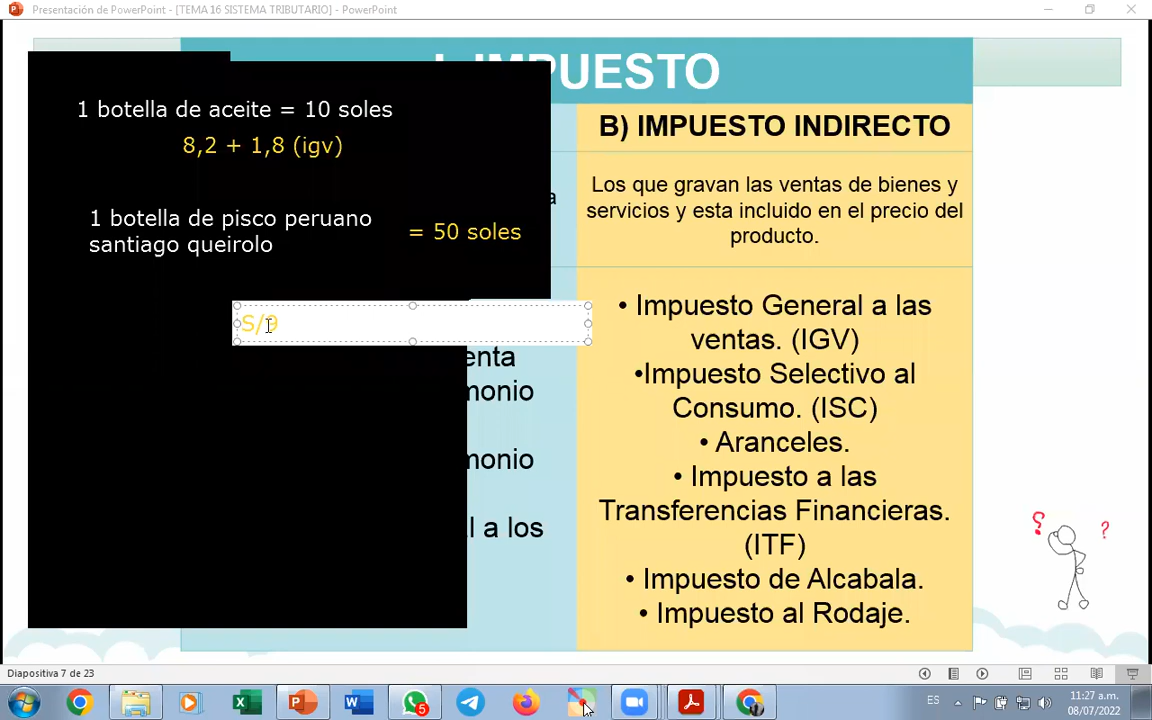 Presentación de PowerPoint - [TEMA 16 SISTEMA TRIBUTARIO] - PowerPoint
I. IMPUESTO
1 botella de aceite = 10 soles
8,2 + 1,8 (igv)
1 botella de pisco peruano
santiago queirolo
= 50 soles
S/9
B) IMPUESTO INDIRECTO
Los que gravan las ventas de bienes y
servicios y esta incluido en el precio del
producto.
• Impuesto General a las
ventas. (IGV)
•Impuesto Selectivo al
Consumo. (ISC)
• Aranceles.
• Impuesto a las
Transferencias Financieras.
(ITF)
• Impuesto de Alcabala.
• Impuesto al Rodaje.
a
enta
monio
monio
l a los
? ?
Diapositiva 7 de 23
5
ES
11:27 a.m.
08/07/2022